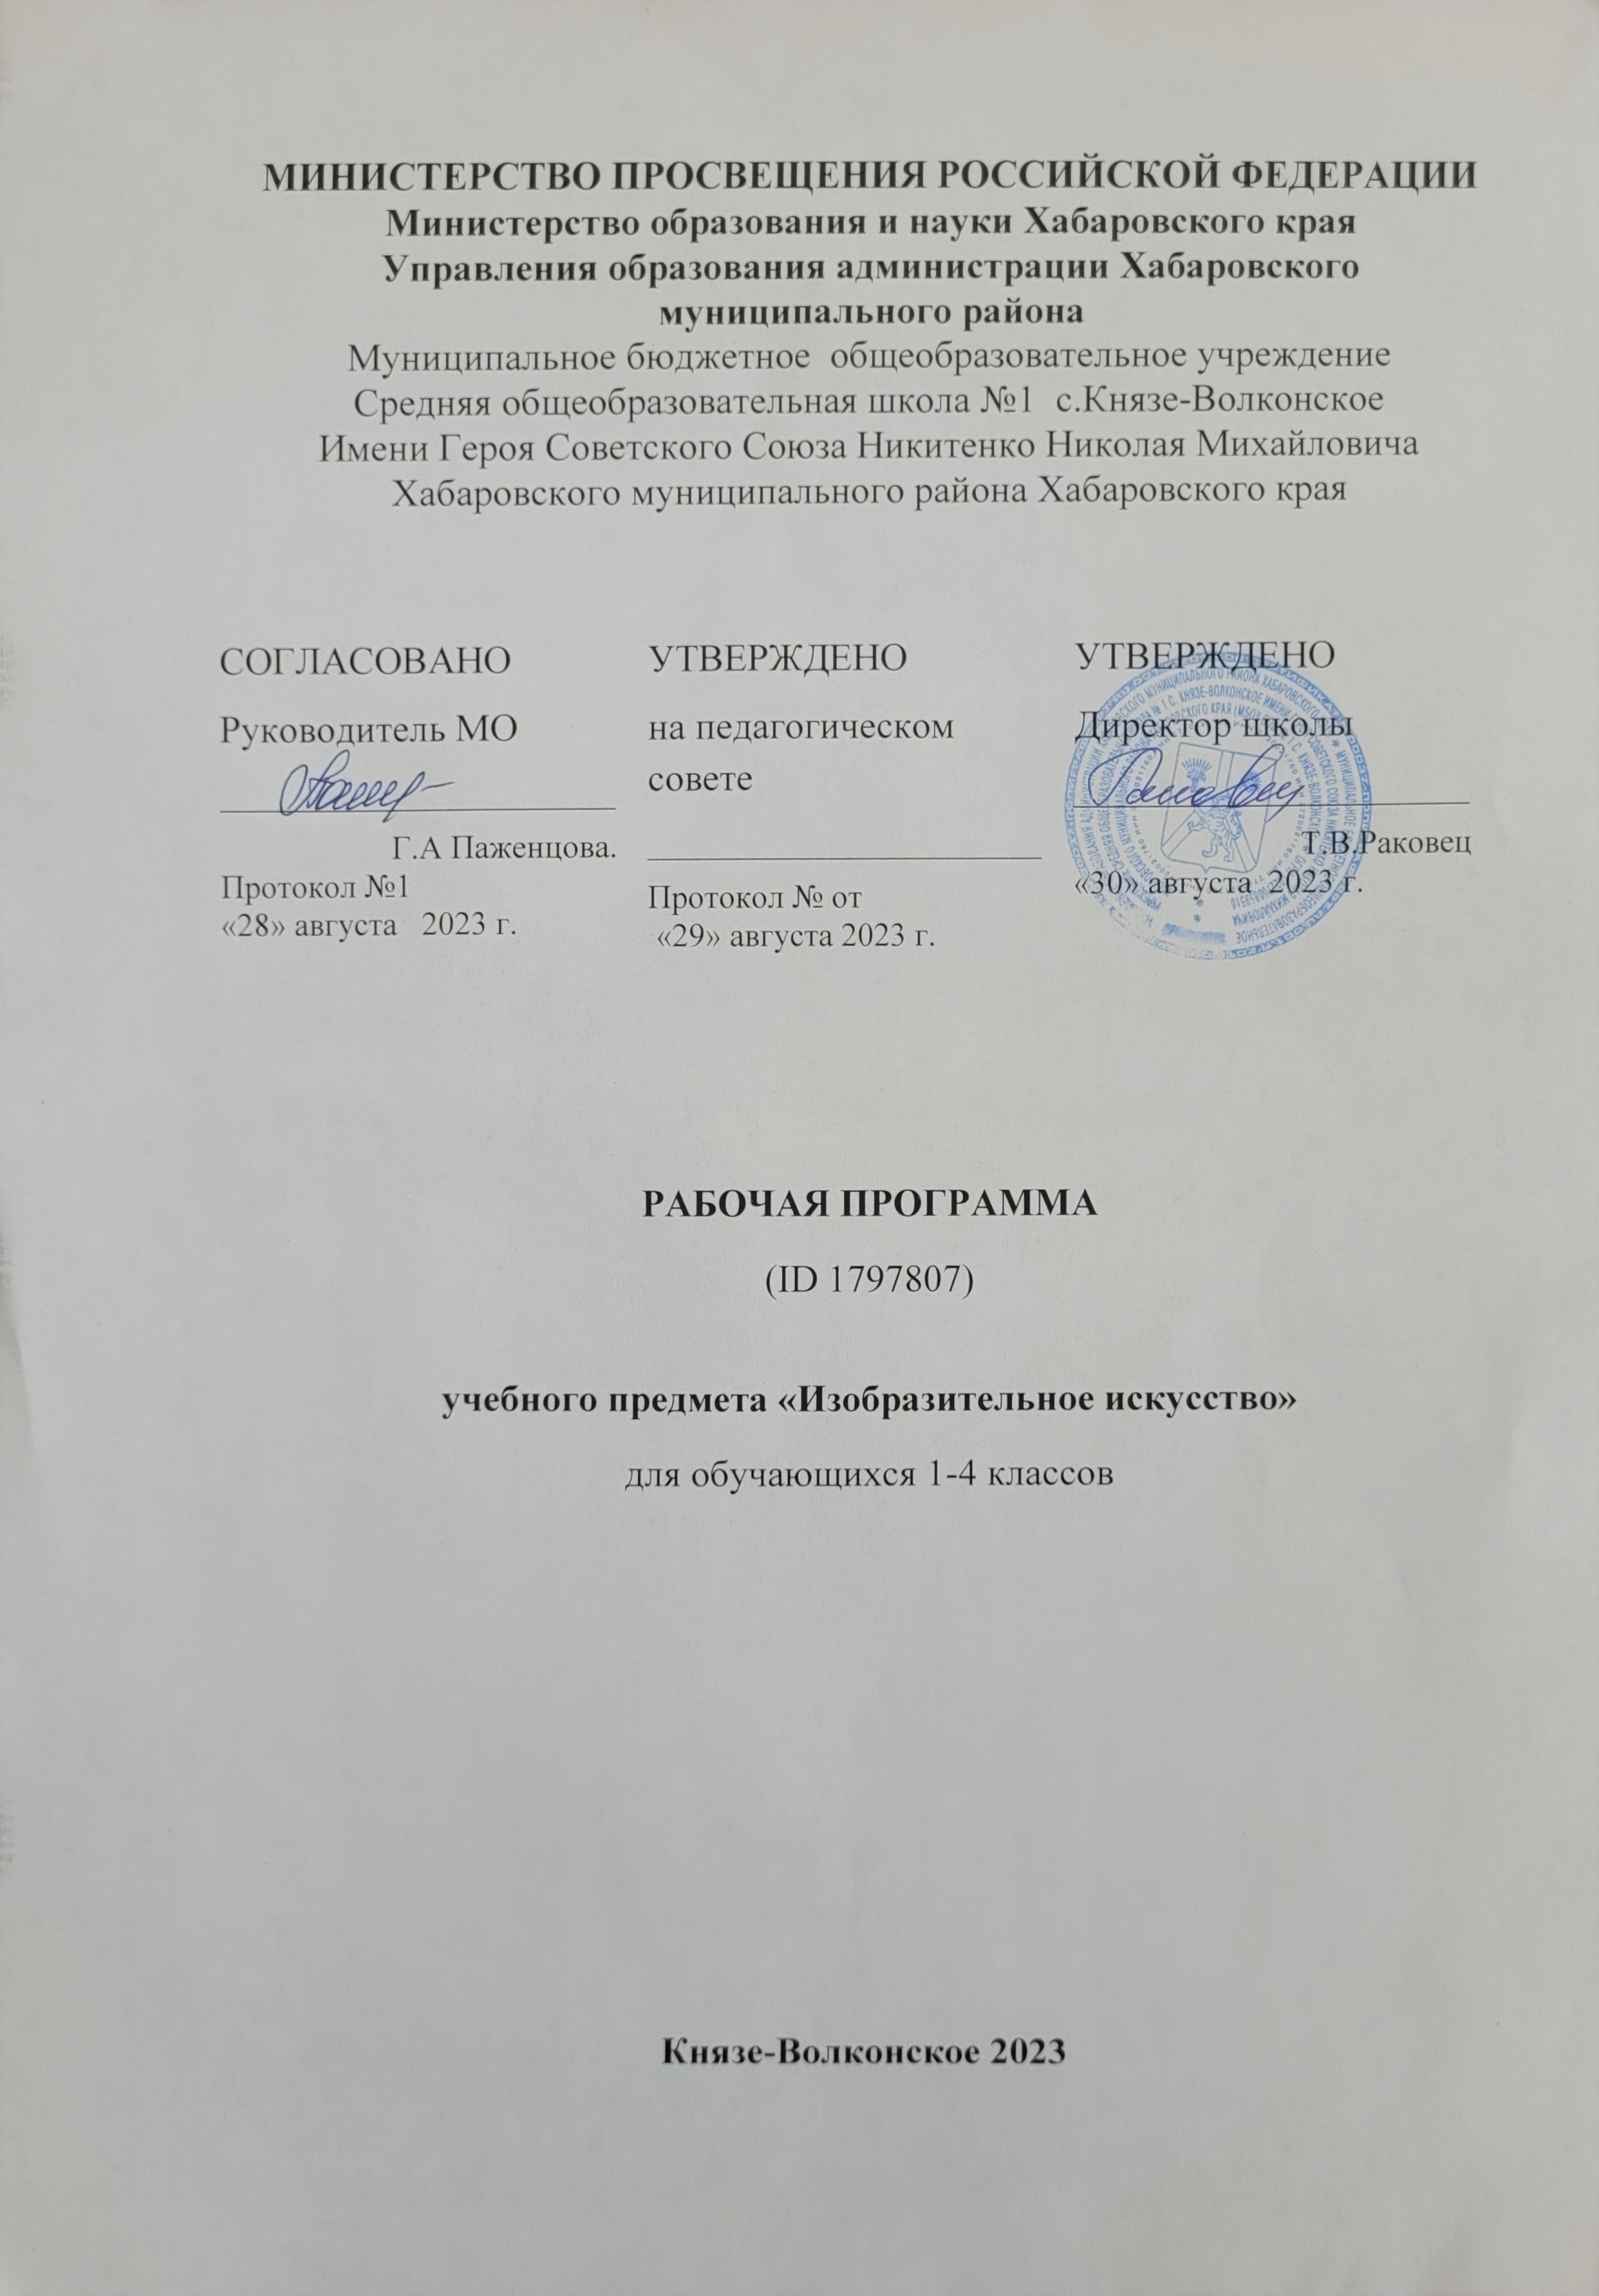 МИНИСТЕРСТВО ПРОСВЕЩЕНИЯ РОССИЙСКОЙ ФЕДЕРАЦИИ
Министерство образования и науки Хабаровского края
Управления образования администрации Хабаровского
муниципального района
Муниципальное бюджетное общеобразовательное учреждение
Средняя общеобразовательная школа №1 с.Князе-Волконское
Имени Героя Советского Союза Никитенко Николая Михайловича
Хабаровского муниципального района Хабаровского края
СОГЛАСОВАНО
Руководитель МО
Г.А Паженцова.
Протокол №1
«28» августа 2023 г.
УТВЕРЖДЕНО
на педагогическом
совете
Протокол № от
«29» августа 2023 г.
УТВЕРЖДЕНО
Директор школы
Т.В.Раковец
«30» августа 2023 г.
РАБОЧАЯ ПРОГРАММА
(ID 1797807)
учебного предмета «Изобразительное искусство»
для обучающихся 1-4 классов
Князе-Волконское 2023